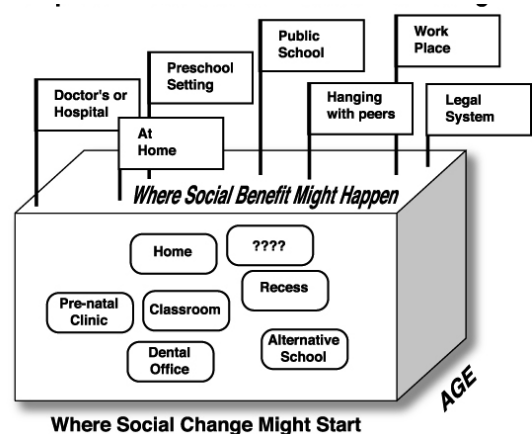 Public
School
Work
Place
Preschool
Setting
Doctor's or
Hospital
Hanging
with peers
Legal
System
At
Home
Where Social Benefit Might Happen
Home
????
Recess
Pre-natal
Clinic
Classroom
Dental
Office
Alternative
School
AGE
Where Social Change Might Start